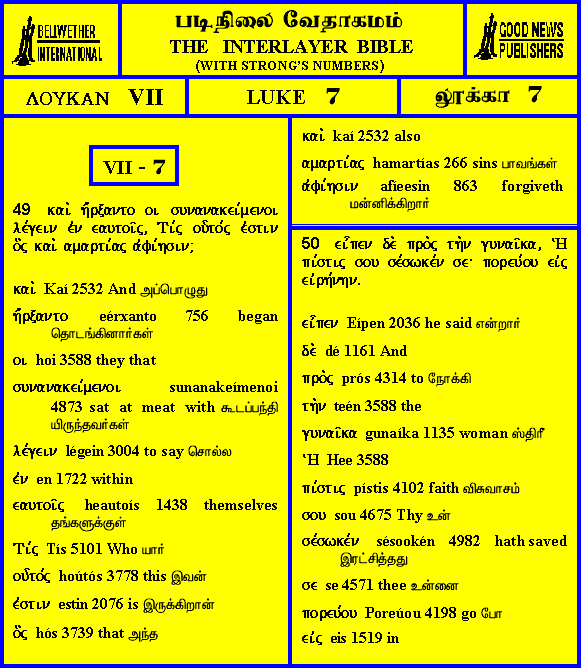 BELLWETHER
INTERNATIONAL
படிநிலை வேதாகமம்
THE INTERLAYER BIBLE
(WITH STRONG'S NUMBERS)
GOOD NEWS
PUBLISHERS
ΛΟΥΚΑΝ VII
LUKE 7
லூக்கா 7
VII - 7
49 καὶ ἤρξαντο οι συνανακείμενοι
λέγειν ἐν εαυτοῖς, Τίς οὗτός ἐστιν
ὃς καὶ αμαρτίας ἀφίησιν;
καὶ Kaí 2532 And அப்பொழுது
ἤρξαντο eérxanto 756 began
தொடங்கினார்கள்
οι hoi 3588 they that
συνανακείμενοι sunanakeímenoi
4873 sat at meat with கூடப்பந்தி
யிருந்தவர்கள்
λέγειν légein 3004 to say சொல்ல
ἐν en 1722 within
εαυτοῖς heautoís 1438 themselves
தங்களுக்குள்
Τίς Tís 5101 Who யார்
οὗτός hoútós 3778 this இவன்
ἐστιν estin 2076 is இருக்கிறான்
ὃς hós 3739 that அந்த
καὶ kaí 2532 also
αμαρτίας hamartías 266 sins பாவங்கள்
ἀφίησιν afíeesin 863 forgiveth
மன்னிக்கிறார்
50 εἶπεν δὲ πρὸς τὴν γυναῖκα, Ἡ
πίστις σου σέσωκέν σε· πορεύου εἰς
εἰρήνην.
εἶπεν Eípen 2036 he said என்றார்
δὲ dé 1161 And
πρὸς prós 4314 to நோக்கி
τὴν teén 3588 the
γυναῖκα gunaíka 1135 woman ஸ்திரீ
Ἡ Hee 3588
πίστις pístis 4102 faith விசுவாசம்
σου sou 4675 Thy உன்
σέσωκέν sésookén 4982 hath saved
இரட்சித்தது
σε se 4571 thee உன்னை
πορεύου Poreúou 4198 go போ
εἰς eis 1519 in